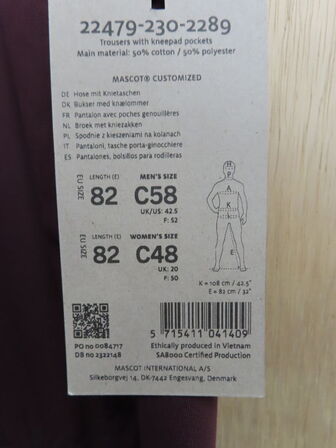 22479-230-2289
Trousers with kneepad pockets
Main material: 50% cotton / 50% polyester
MASCOT® CUSTOMIZED
DE Hose mit Knietaschen
DK Bukser med knælommer
FR Pantalon avec poches genouillères
NL Broek met kniezakken
PL Spodnie z kieszeniami na kolanach
IT Pantaloni, tasche porta-ginocchiere
ES Pantalones, bolsillos para rodilleras
EU SIZE
LENGTH (E) MEN'S SIZE
82 C58
UK/US: 42.5
F: 52
EU SIZE
LENGTH (E) WOMEN'S SIZE
82 C48
UK: 20
F: 50
H
P
A
K
E
K = 108 cm / 42.5"
E = 82 cm / 32"
5 715411 041409
PO no 0084717
DB no 2322148
Ethically produced in Vietnam
SA8000 Certified Production
MASCOT INTERNATIONAL A/S
Silkeborgvej 14, DK-7442 Engesvang, Denmark